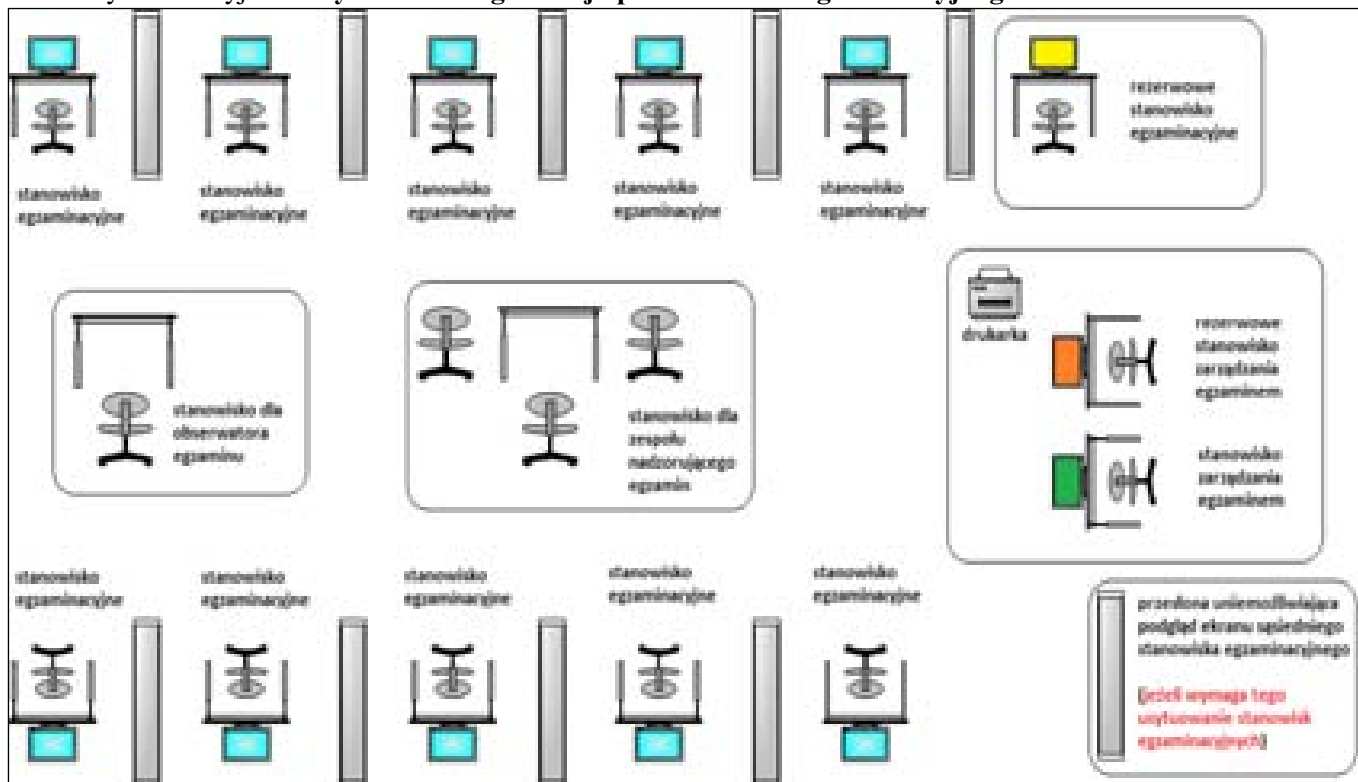 stanowisko
egzaminacyjne
stanowisko
egzaminacyjne
stanowisko
egzaminacyjne
stanowisko
egzaminacyjne
stanowisko
egzaminacyjne
rezerwowe
stanowisko
egzaminacyjne
stanowisko dla
obserwatora
egzaminu
stanowisko dla
zespołu
nadzorującego
egzamin
drukarka
rezerwowe
stanowisko
zarządzania
egzaminem
stanowisko
zarządzania
egzaminem
stanowisko
egzaminacyjne
stanowisko
egzaminacyjne
stanowisko
egzaminacyjne
stanowisko
egzaminacyjne
stanowisko
egzaminacyjne
przesłona uniemożliwiająca
podgląd ekranu sąsiedniego
stanowiska egzaminacyjnego
(jeżeli wymaga tego
usytuowanie stanowisk
egzaminacyjnych)